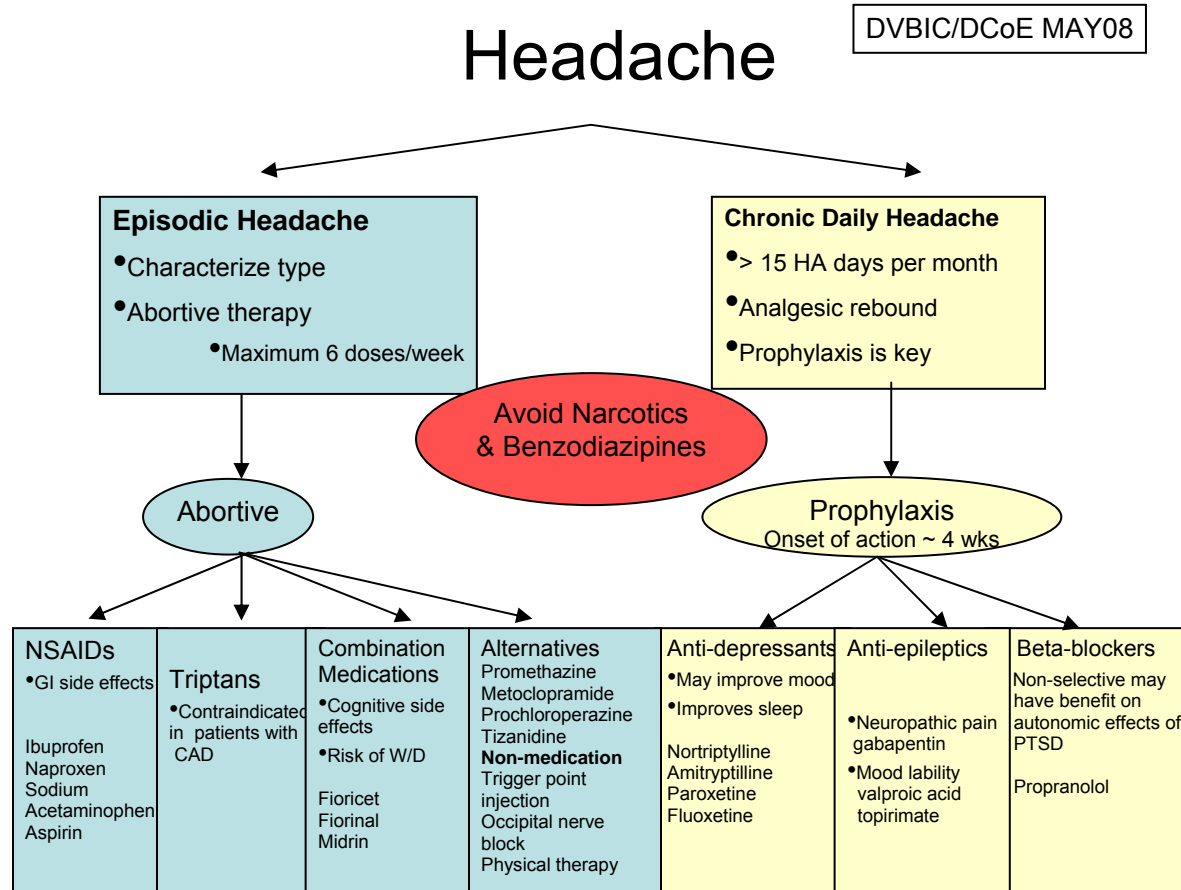 DVBIC/DCoE MAY08
Headache
Episodic Headache
•Characterize type
•Abortive therapy
•Maximum 6 doses/week
Chronic Daily Headache
•> 15 HA days per month
•Analgesic rebound
•Prophylaxis is key
Avoid Narcotics
& Benzodiazipines
Abortive
Prophylaxis
Onset of action ~ 4 wks
NSAIDs
•GI side effects
Ibuprofen
Naproxen
Sodium
Acetaminophen
Aspirin
Triptans
•Contraindicated
in patients with
CAD
Combination
Medications
•Cognitive side
effects
•Risk of W/D
Fioricet
Fiorinal
Midrin
Alternatives
Promethazine
Metoclopramide
Prochloroperazine
Tizanidine
Non-medication
Trigger point
injection
Occipital nerve
block
Physical therapy
Anti-depressants
•May improve mood
•Improves sleep
Nortriptylline
Amitryptilline
Paroxetine
Fluoxetine
Anti-epileptics
•Neuropathic pain
gabapentin
•Mood lability
valproic acid
topirimate
Beta-blockers
Non-selective may
have benefit on
autonomic effects of
PTSD
Propranolol